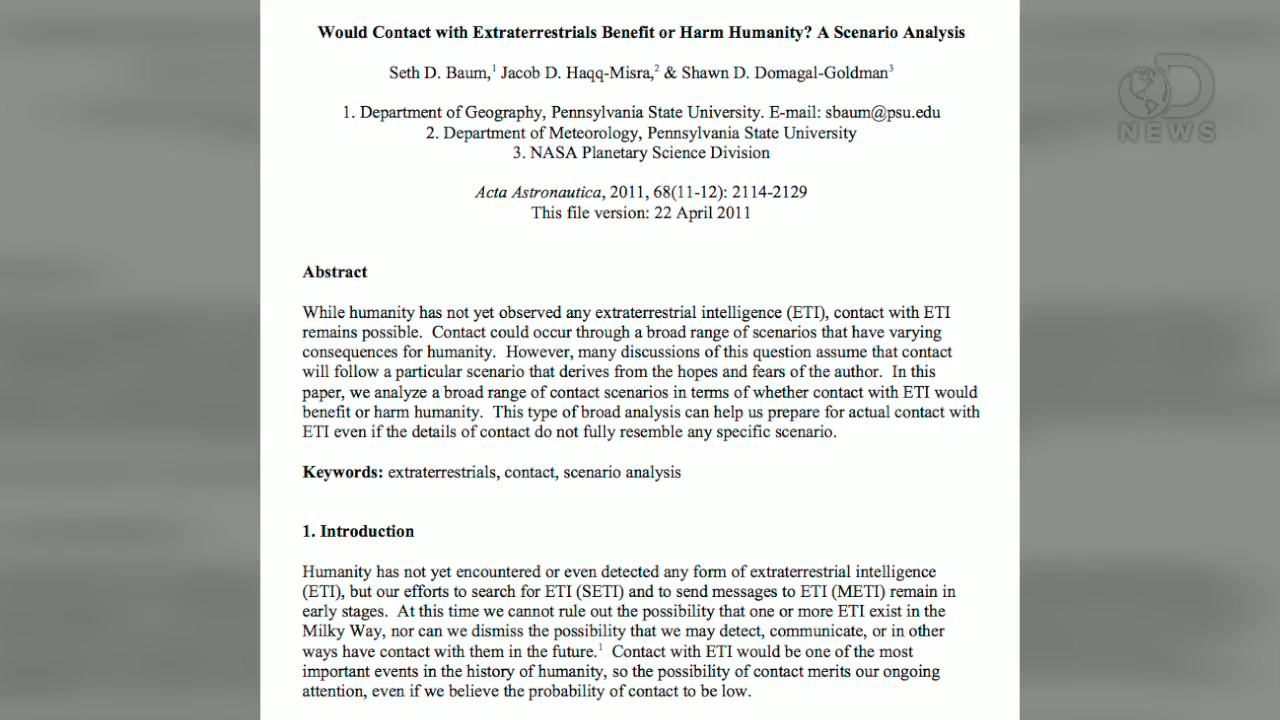 Would Contact with Extraterrestrials Benefit or Harm Humanity? A Scenario Analysis
Seth D. Baum,1 Jacob D. Haqq-Misra,2 & Shawn D. Domagal-Goldman3
1. Department of Geography, Pennsylvania State University. E-mail: sbaum@psu.edu
2. Department of Meteorology, Pennsylvania State University
3. NASA Planetary Science Division
Acta Astronautica, 2011, 68(11-12): 2114-2129
This file version: 22 April 2011
D
NEWS
Abstract
While humanity has not yet observed any extraterrestrial intelligence (ETI), contact with ETI
remains possible. Contact could occur through a broad range of scenarios that have varying
consequences for humanity. However, many discussions of this question assume that contact
will follow a particular scenario that derives from the hopes and fears of the author. In this
paper, we analyze a broad range of contact scenarios in terms of whether contact with ETI would
benefit or harm humanity. This type of broad analysis can help us prepare for actual contact with
ETI even if the details of contact do not fully resemble any specific scenario.
Keywords: extraterrestrials, contact, scenario analysis
1. Introduction
Humanity has not yet encountered or even detected any form of extraterrestrial intelligence
(ETI), but our efforts to search for ETI (SETI) and to send messages to ETI (METI) remain in
early stages. At this time we cannot rule out the possibility that one or more ETI exist in the
Milky Way, nor can we dismiss the possibility that we may detect, communicate, or in other
ways have contact with them in the future.1 Contact with ETI would be one of the most
important events in the history of humanity, so the possibility of contact merits our ongoing
attention, even if we believe the probability of contact to be low.